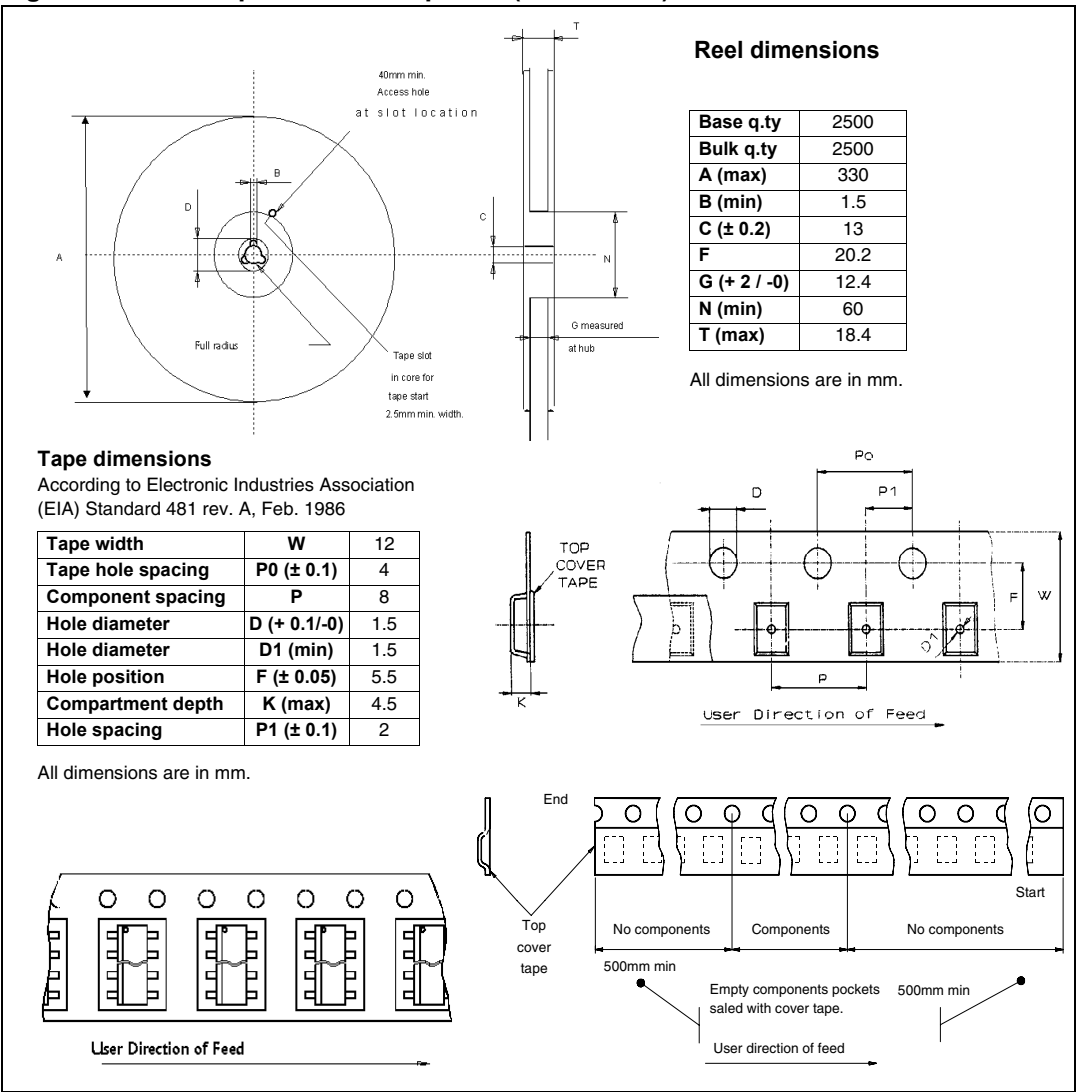 T
Reel dimensions
40mm min.
Access hole
at slot location
Base q.ty 2500
Bulk q.ty 2500
A (max) 330
B (min) 1.5
C (± 0.2) 13
F 20.2
G (+ 2 / -0) 12.4
N (min) 60
T (max) 18.4
All dimensions are in mm.
B
D
C
A
N
Full radius
G measured
at hub
Tape slot
in core for
tape start
2.5mm min. width.
Tape dimensions
According to Electronic Industries Association
(EIA) Standard 481 rev. A, Feb. 1986
Tape width W 12
Tape hole spacing P0 (± 0.1) 4
Component spacing P 8
Hole diameter D (+ 0.1/-0) 1.5
Hole diameter D1 (min) 1.5
Hole position F (± 0.05) 5.5
Compartment depth K (max) 4.5
Hole spacing P1 (± 0.1) 2
All dimensions are in mm.
Po
D
P1
TOP
COVER
TAPE
F
W
D1
K
P
User Direction of Feed
End
Start
Top
cover
tape
No components
Components
No components
500mm min
Empty components pockets
saled with cover tape.
500mm min
User direction of feed
User Direction of Feed